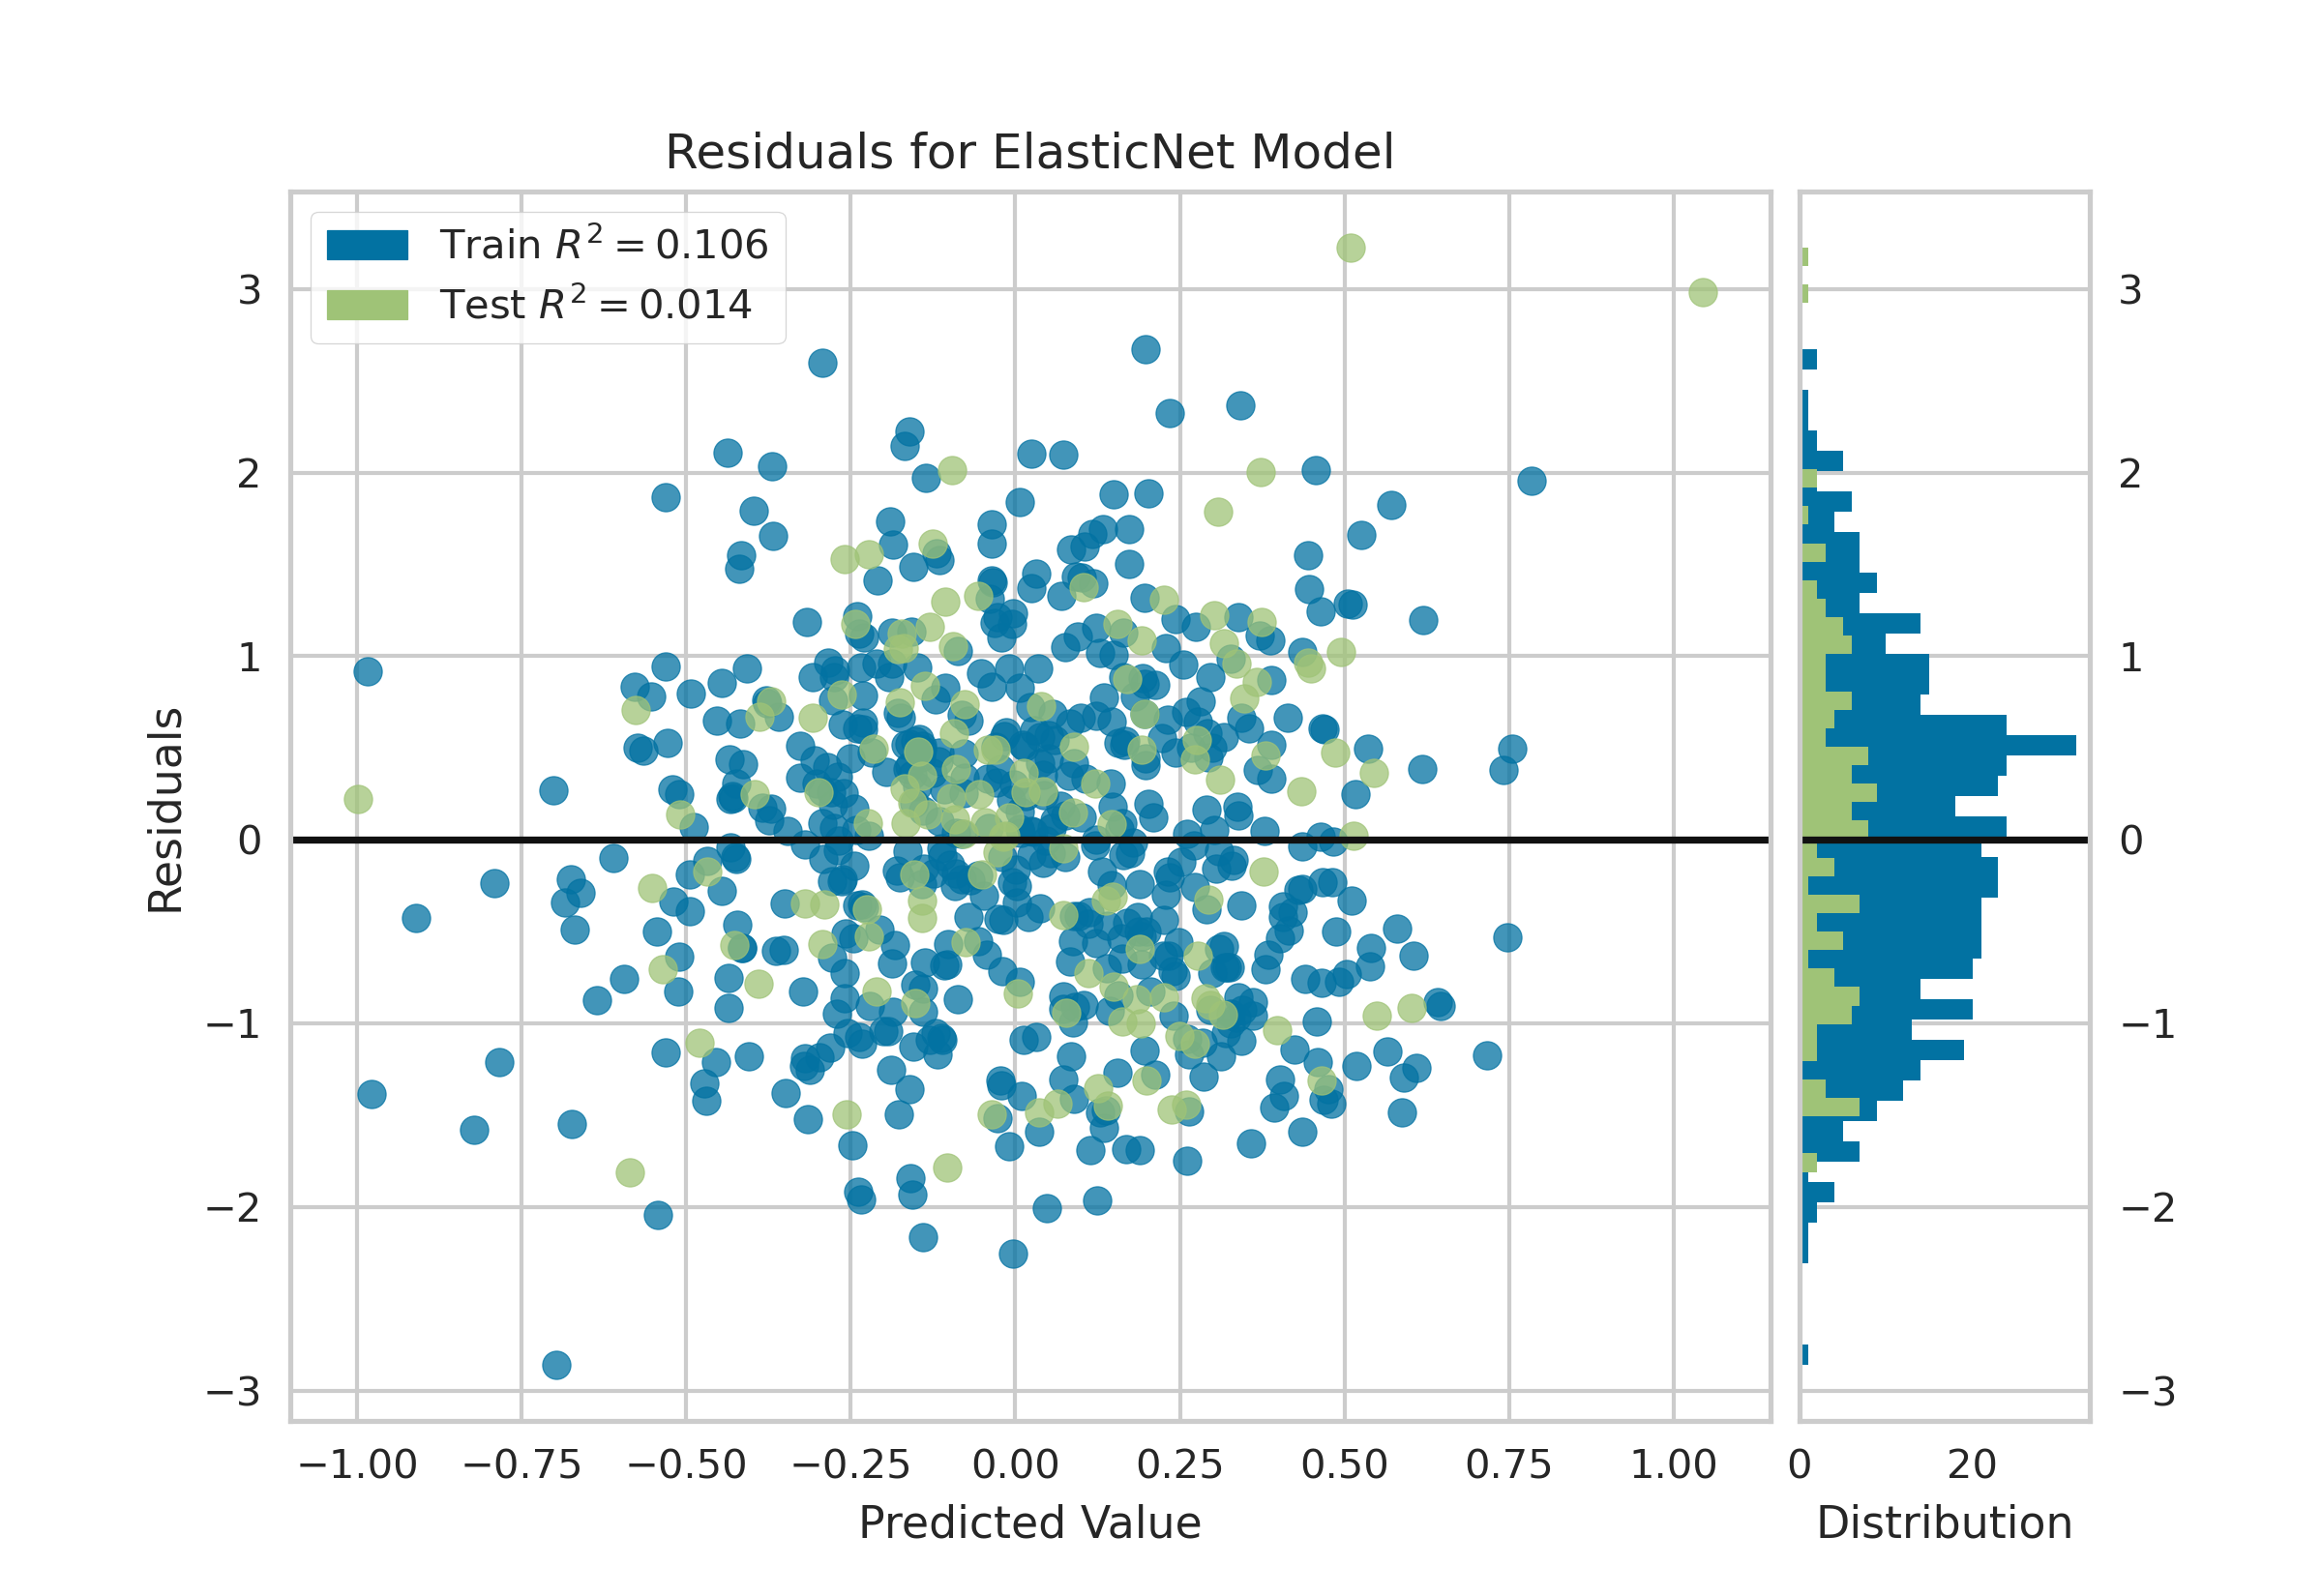 Residuals for ElasticNet Model
Train R² = 0.106
Test R² = 0.014
3
2
1
0
−1
−2
−3
Residuals
−1.00 −0.75 −0.50 −0.25 0.00 0.25 0.50 0.75 1.00
Predicted Value
3
2
1
0
−1
−2
−3
0 20
Distribution